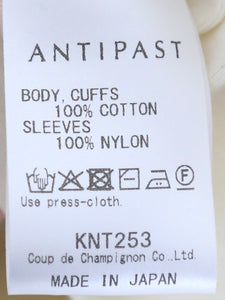 ANTIPAST
BODY, CUFFS
100% COTTON
SLEEVES
100% NYLON
F
Use press-cloth.
KNT253
Coup de Champignon Co.,Ltd.
MADE IN JAPAN